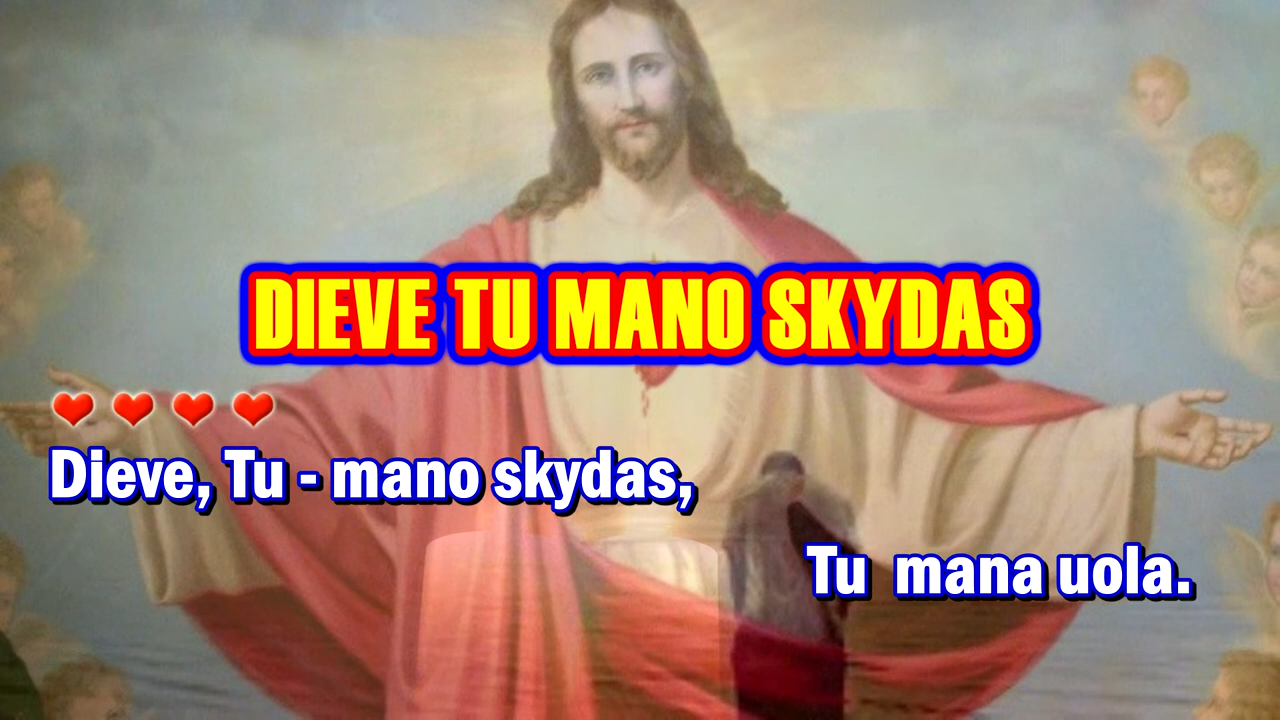 DIEVE TU MANO SKYDAS
Dieve, Tu - mano skydas,
Tu mana uola.